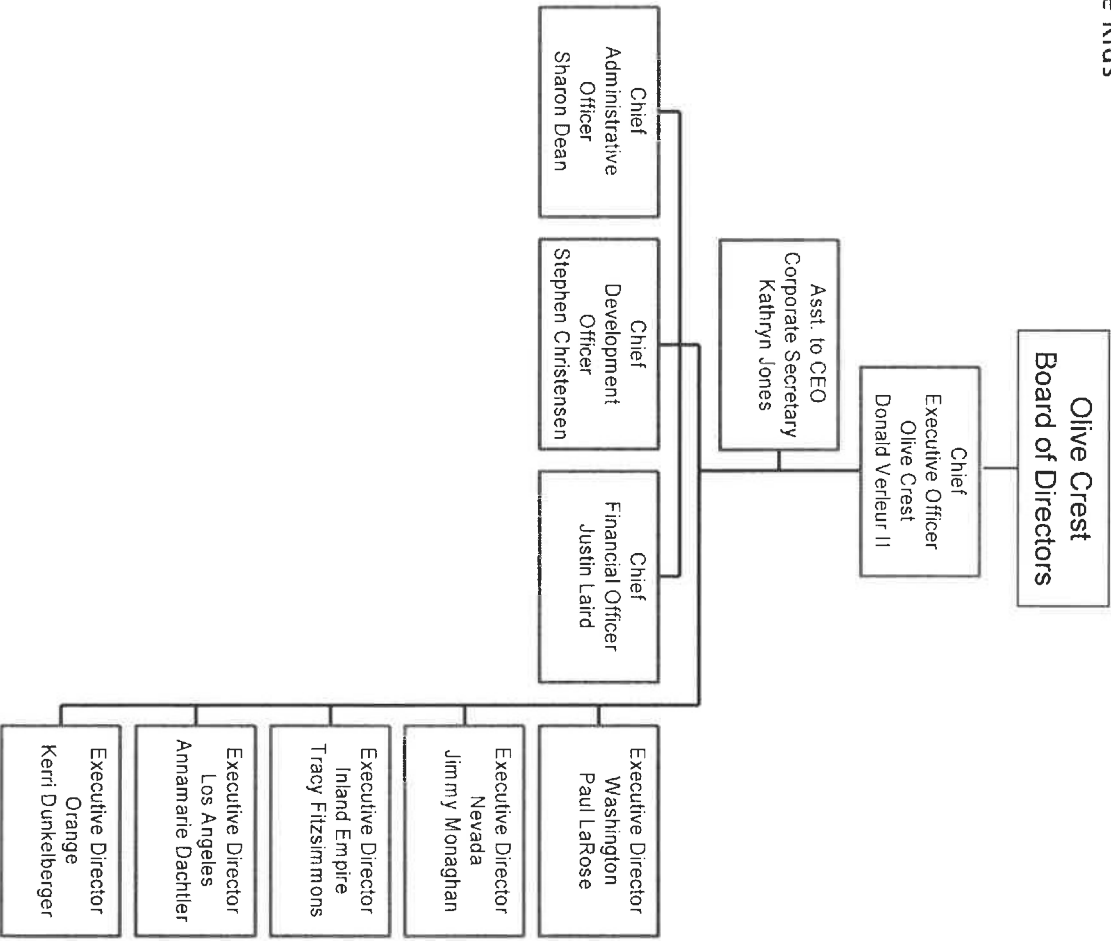 Kids
Olive Crest
Board of Directors
Chief
Executive Officer
Olive Crest
Donald Verleur II
Asst. to CEO
Corporate Secretary
Kathryn Jones
Chief
Administrative
Officer
Sharon Dean
Chief
Development
Officer
Stephen Christensen
Chief
Financial Officer
Justin Laird
Executive Director
Washington
Paul LaRose
Executive Director
Nevada
Jimmy Monaghan
Executive Director
Inland Empire
Tracy Fitzsimmons
Executive Director
Los Angeles
Annamarie Dachtler
Executive Director
Orange
Kerri Dunkelberger